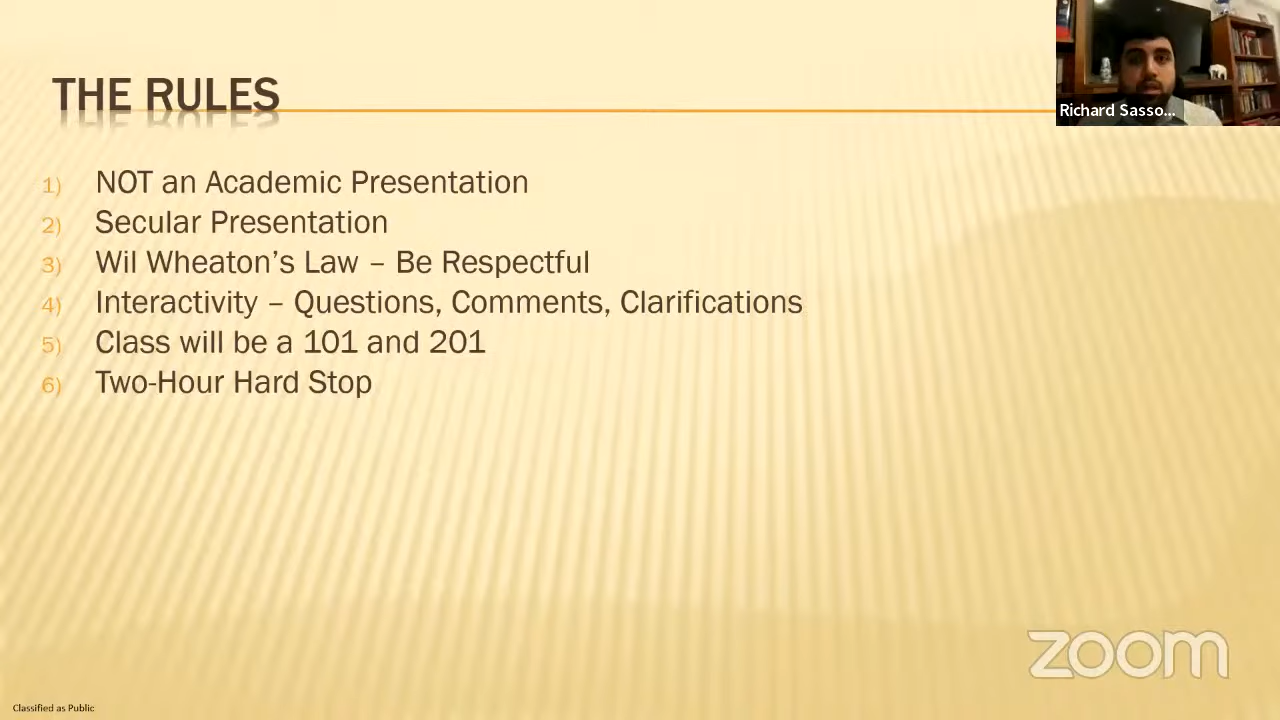 THE RULES
Richard Sasso...
1) NOT an Academic Presentation
2) Secular Presentation
3) Wil Wheaton’s Law – Be Respectful
4) Interactivity – Questions, Comments, Clarifications
5) Class will be a 101 and 201
6) Two-Hour Hard Stop
zoom
Classified as Public